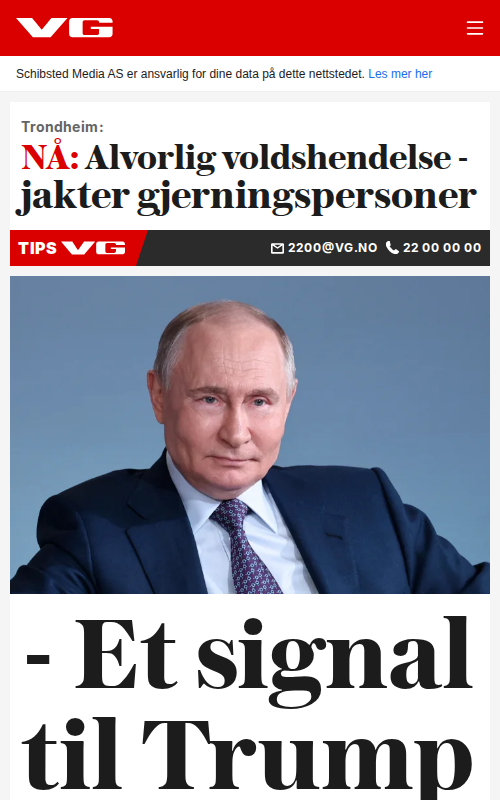 VG
Schibsted Media AS er ansvarlig for dine data på dette nettstedet. Les mer her
Trondheim:
NÅ: Alvorlig voldshendelse -
jakter gjerningspersoner
TIPS VG 2200@VG.NO 22 00 00 00
- Et signal
til Trump